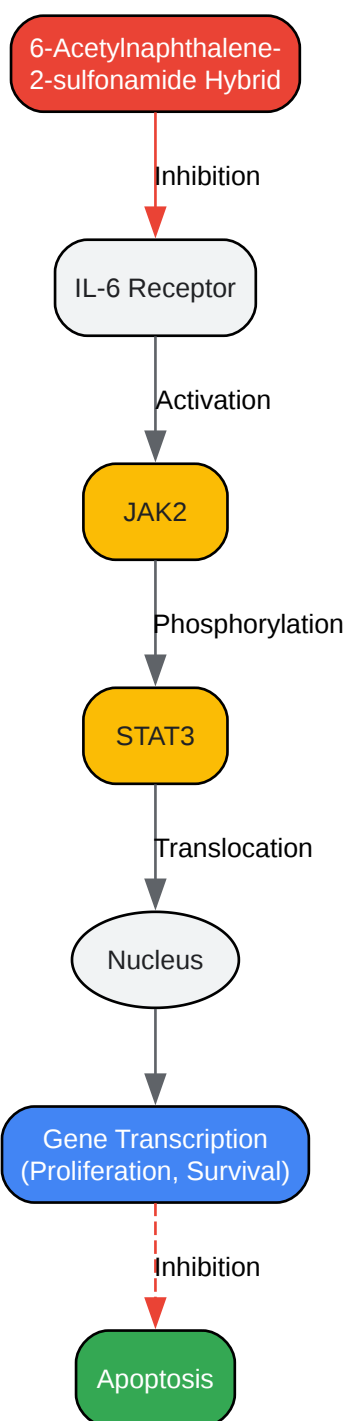 6-Acetylnaphthalene-
2-sulfonamide Hybrid
Inhibition
IL-6 Receptor
Activation
JAK2
Phosphorylation
STAT3
Translocation
Nucleus
Gene Transcription
(Proliferation, Survival)
Inhibition
Apoptosis